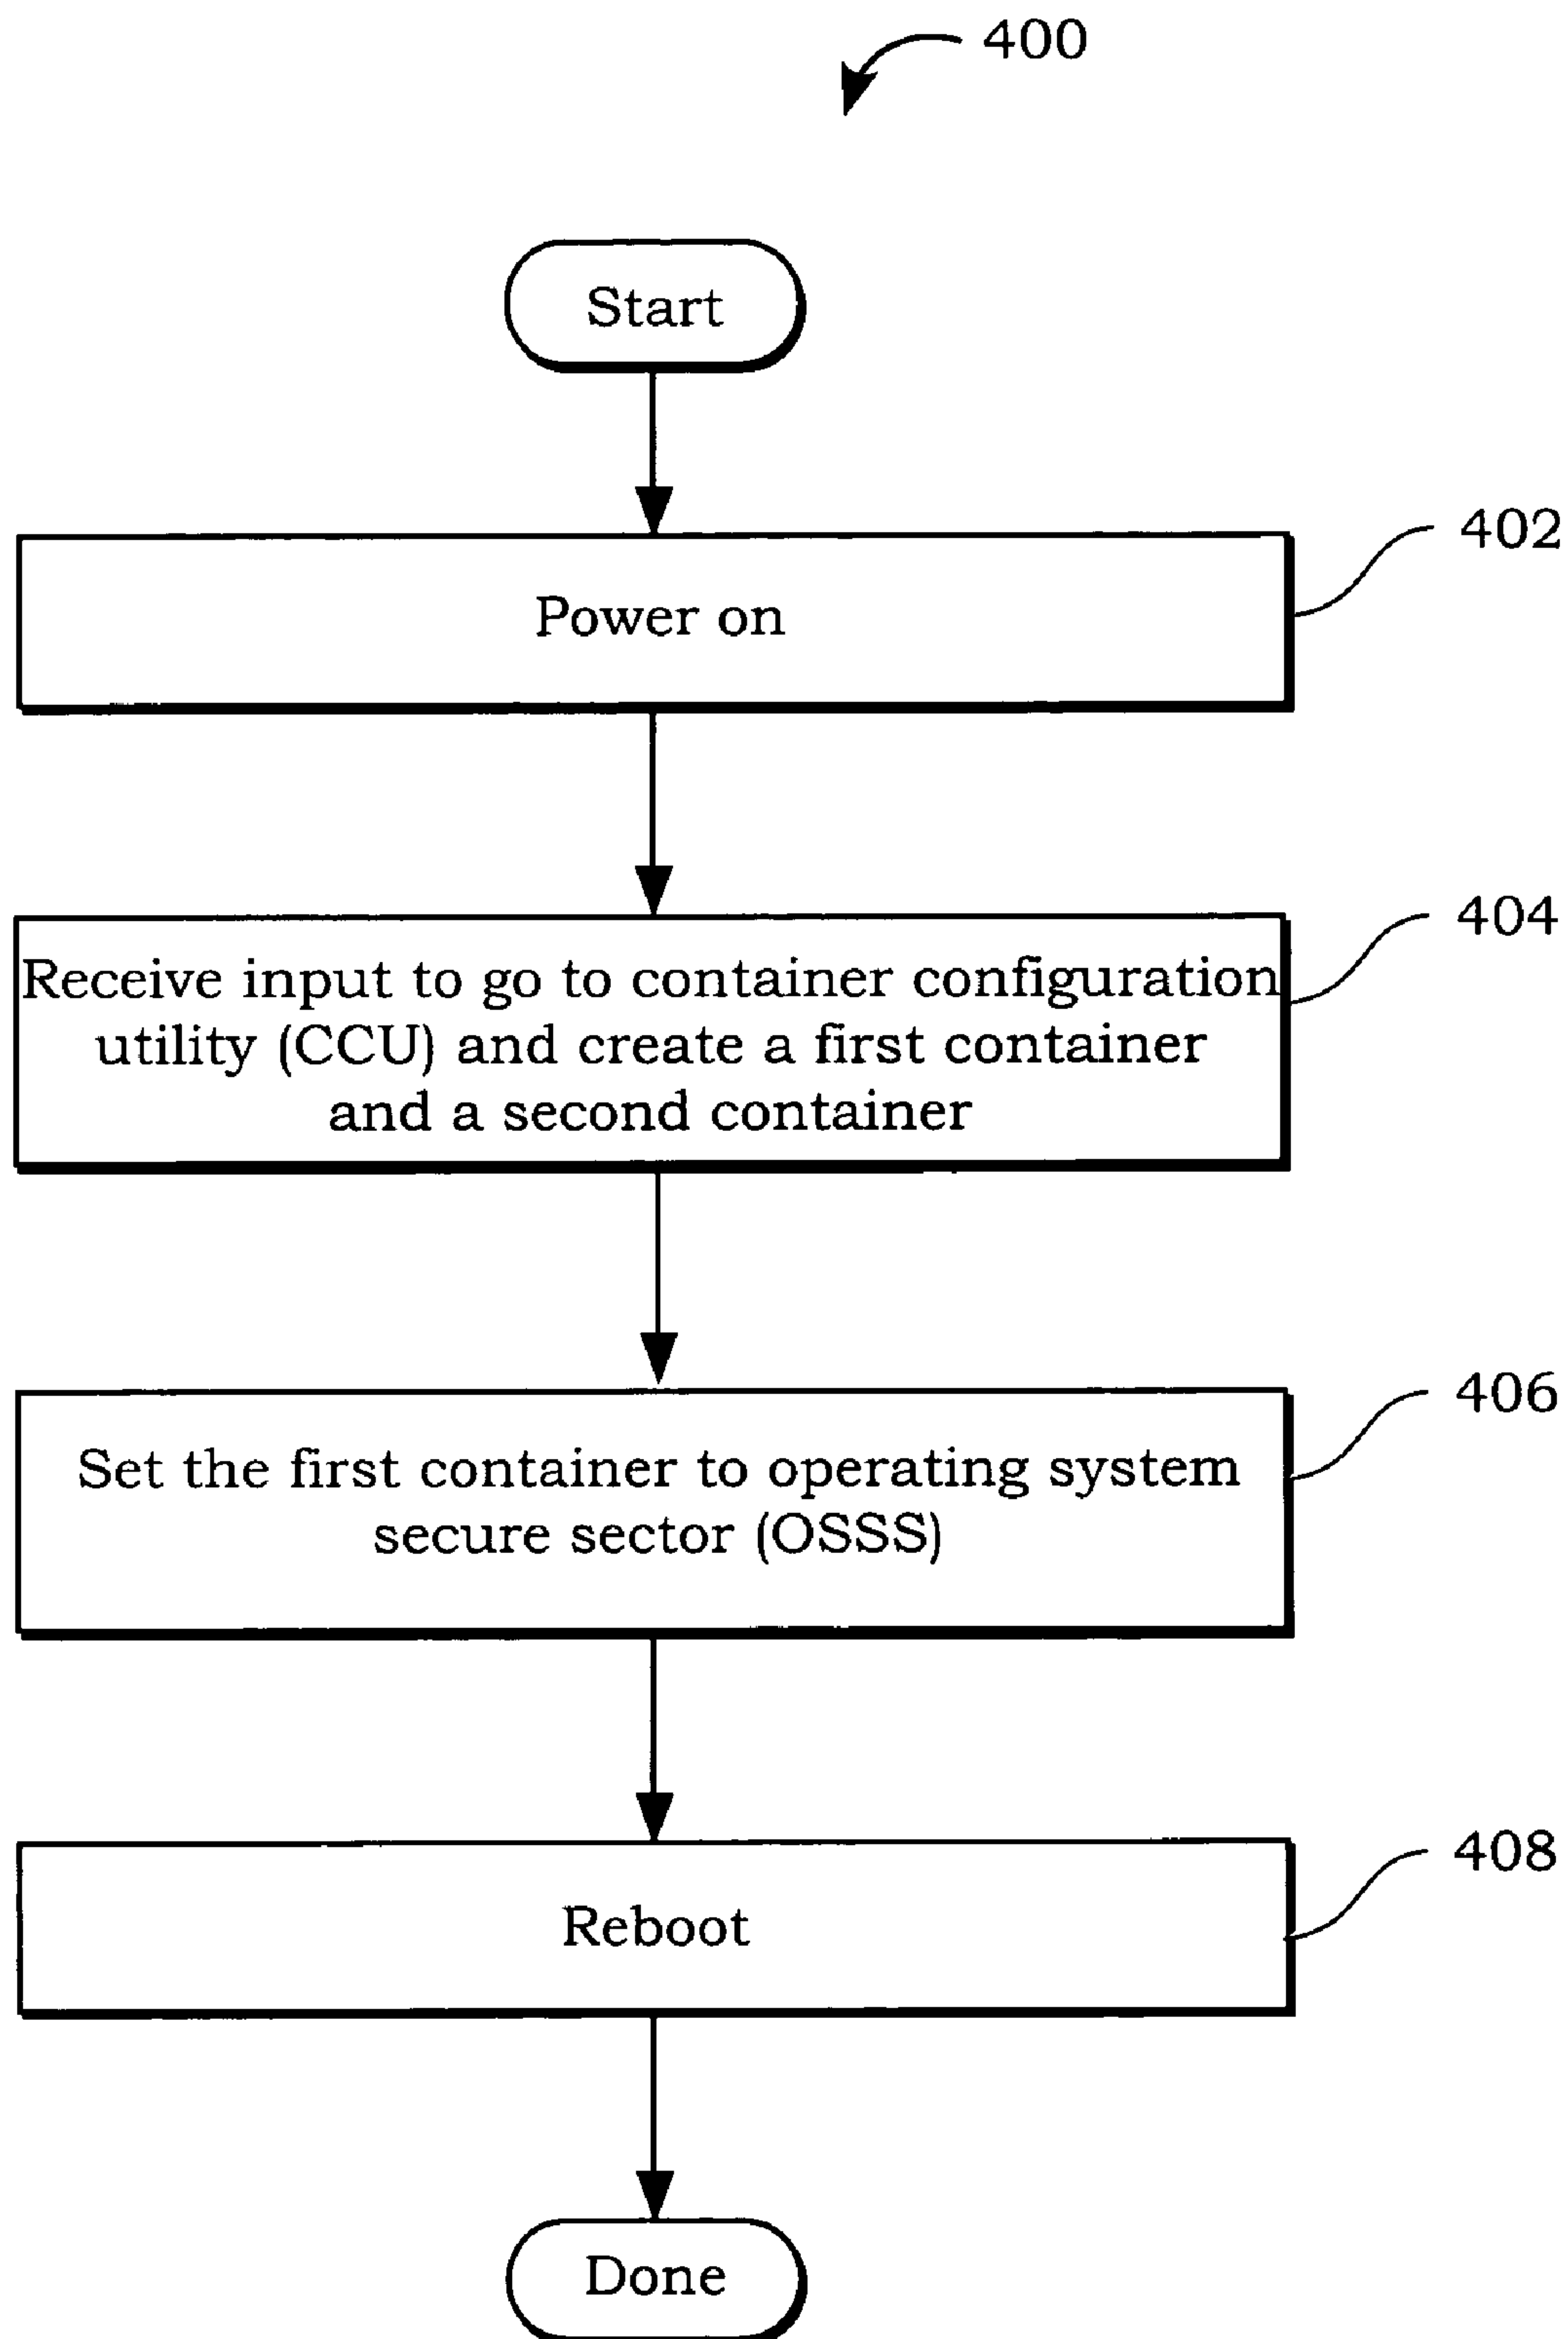 400
Start
402
Power on
404
Receive input to go to container configuration
utility (CCU) and create a first container
and a second container
406
Set the first container to operating system
secure sector (OSSS)
408
Reboot
Done